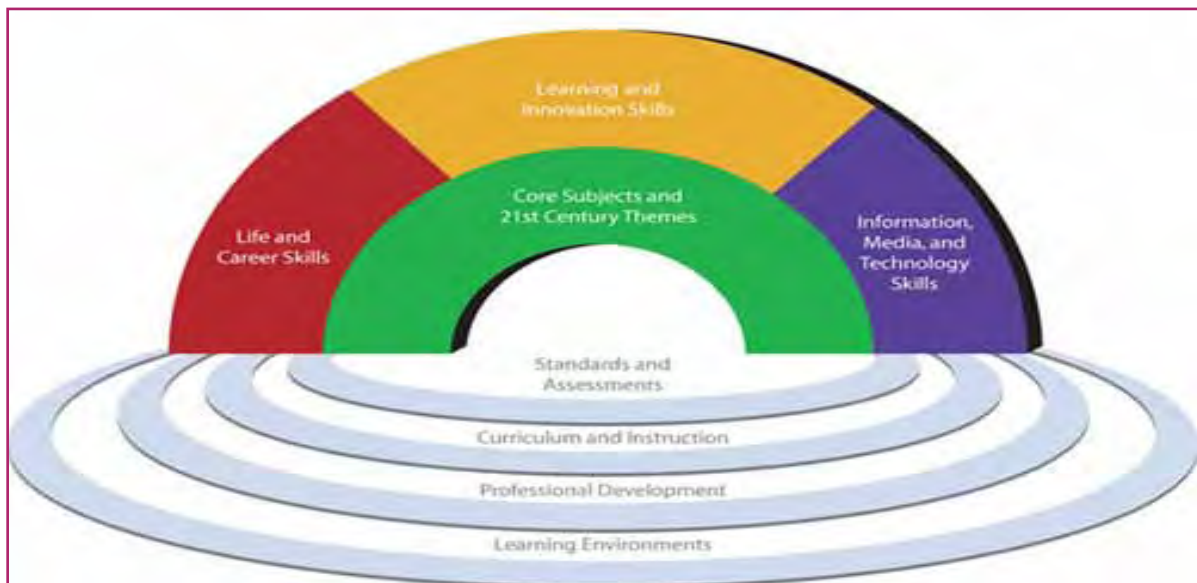 Learning and
Innovation Skills
Core Subjects and
21st Century Themes
Life and
Career Skills
Information,
Media, and
Technology
Skills
Standards and
Assessments
Curriculum and Instruction
Professional Development
Learning Environments